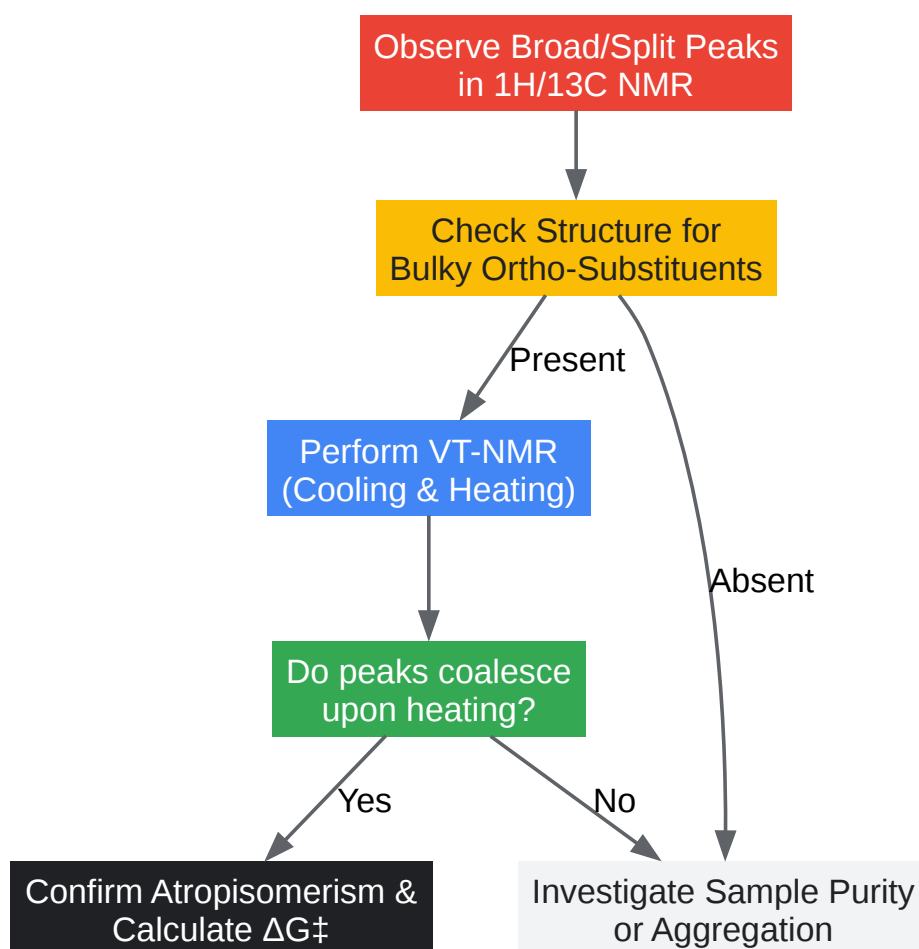 Observe Broad/Split Peaks
in 1H/13C NMR
Check Structure for
Bulky Ortho-Substituents
Present
Perform VT-NMR
(Cooling & Heating)
Absent
Do peaks coalesce
upon heating?
Yes
No
Confirm Atropisomerism &
Calculate ΔG‡
Investigate Sample Purity
or Aggregation